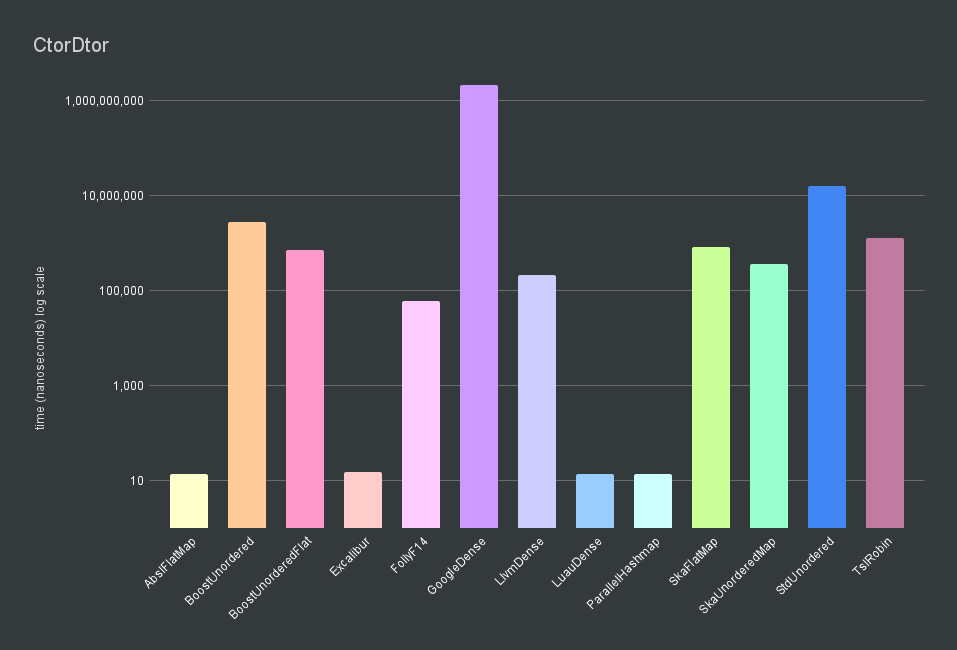 CtorDtor
time (nanoseconds) log scale
1,000,000,000
10,000,000
100,000
1,000
10
AbslFlatMap
BoostUnordered
BoostUnorderedFlat
Excalibur
FollyF14
GoogleDense
LlvmDense
LuauDense
ParallelHashmap
SkaFlatMap
SkaUnorderedMap
StdUnordered
TslRobin